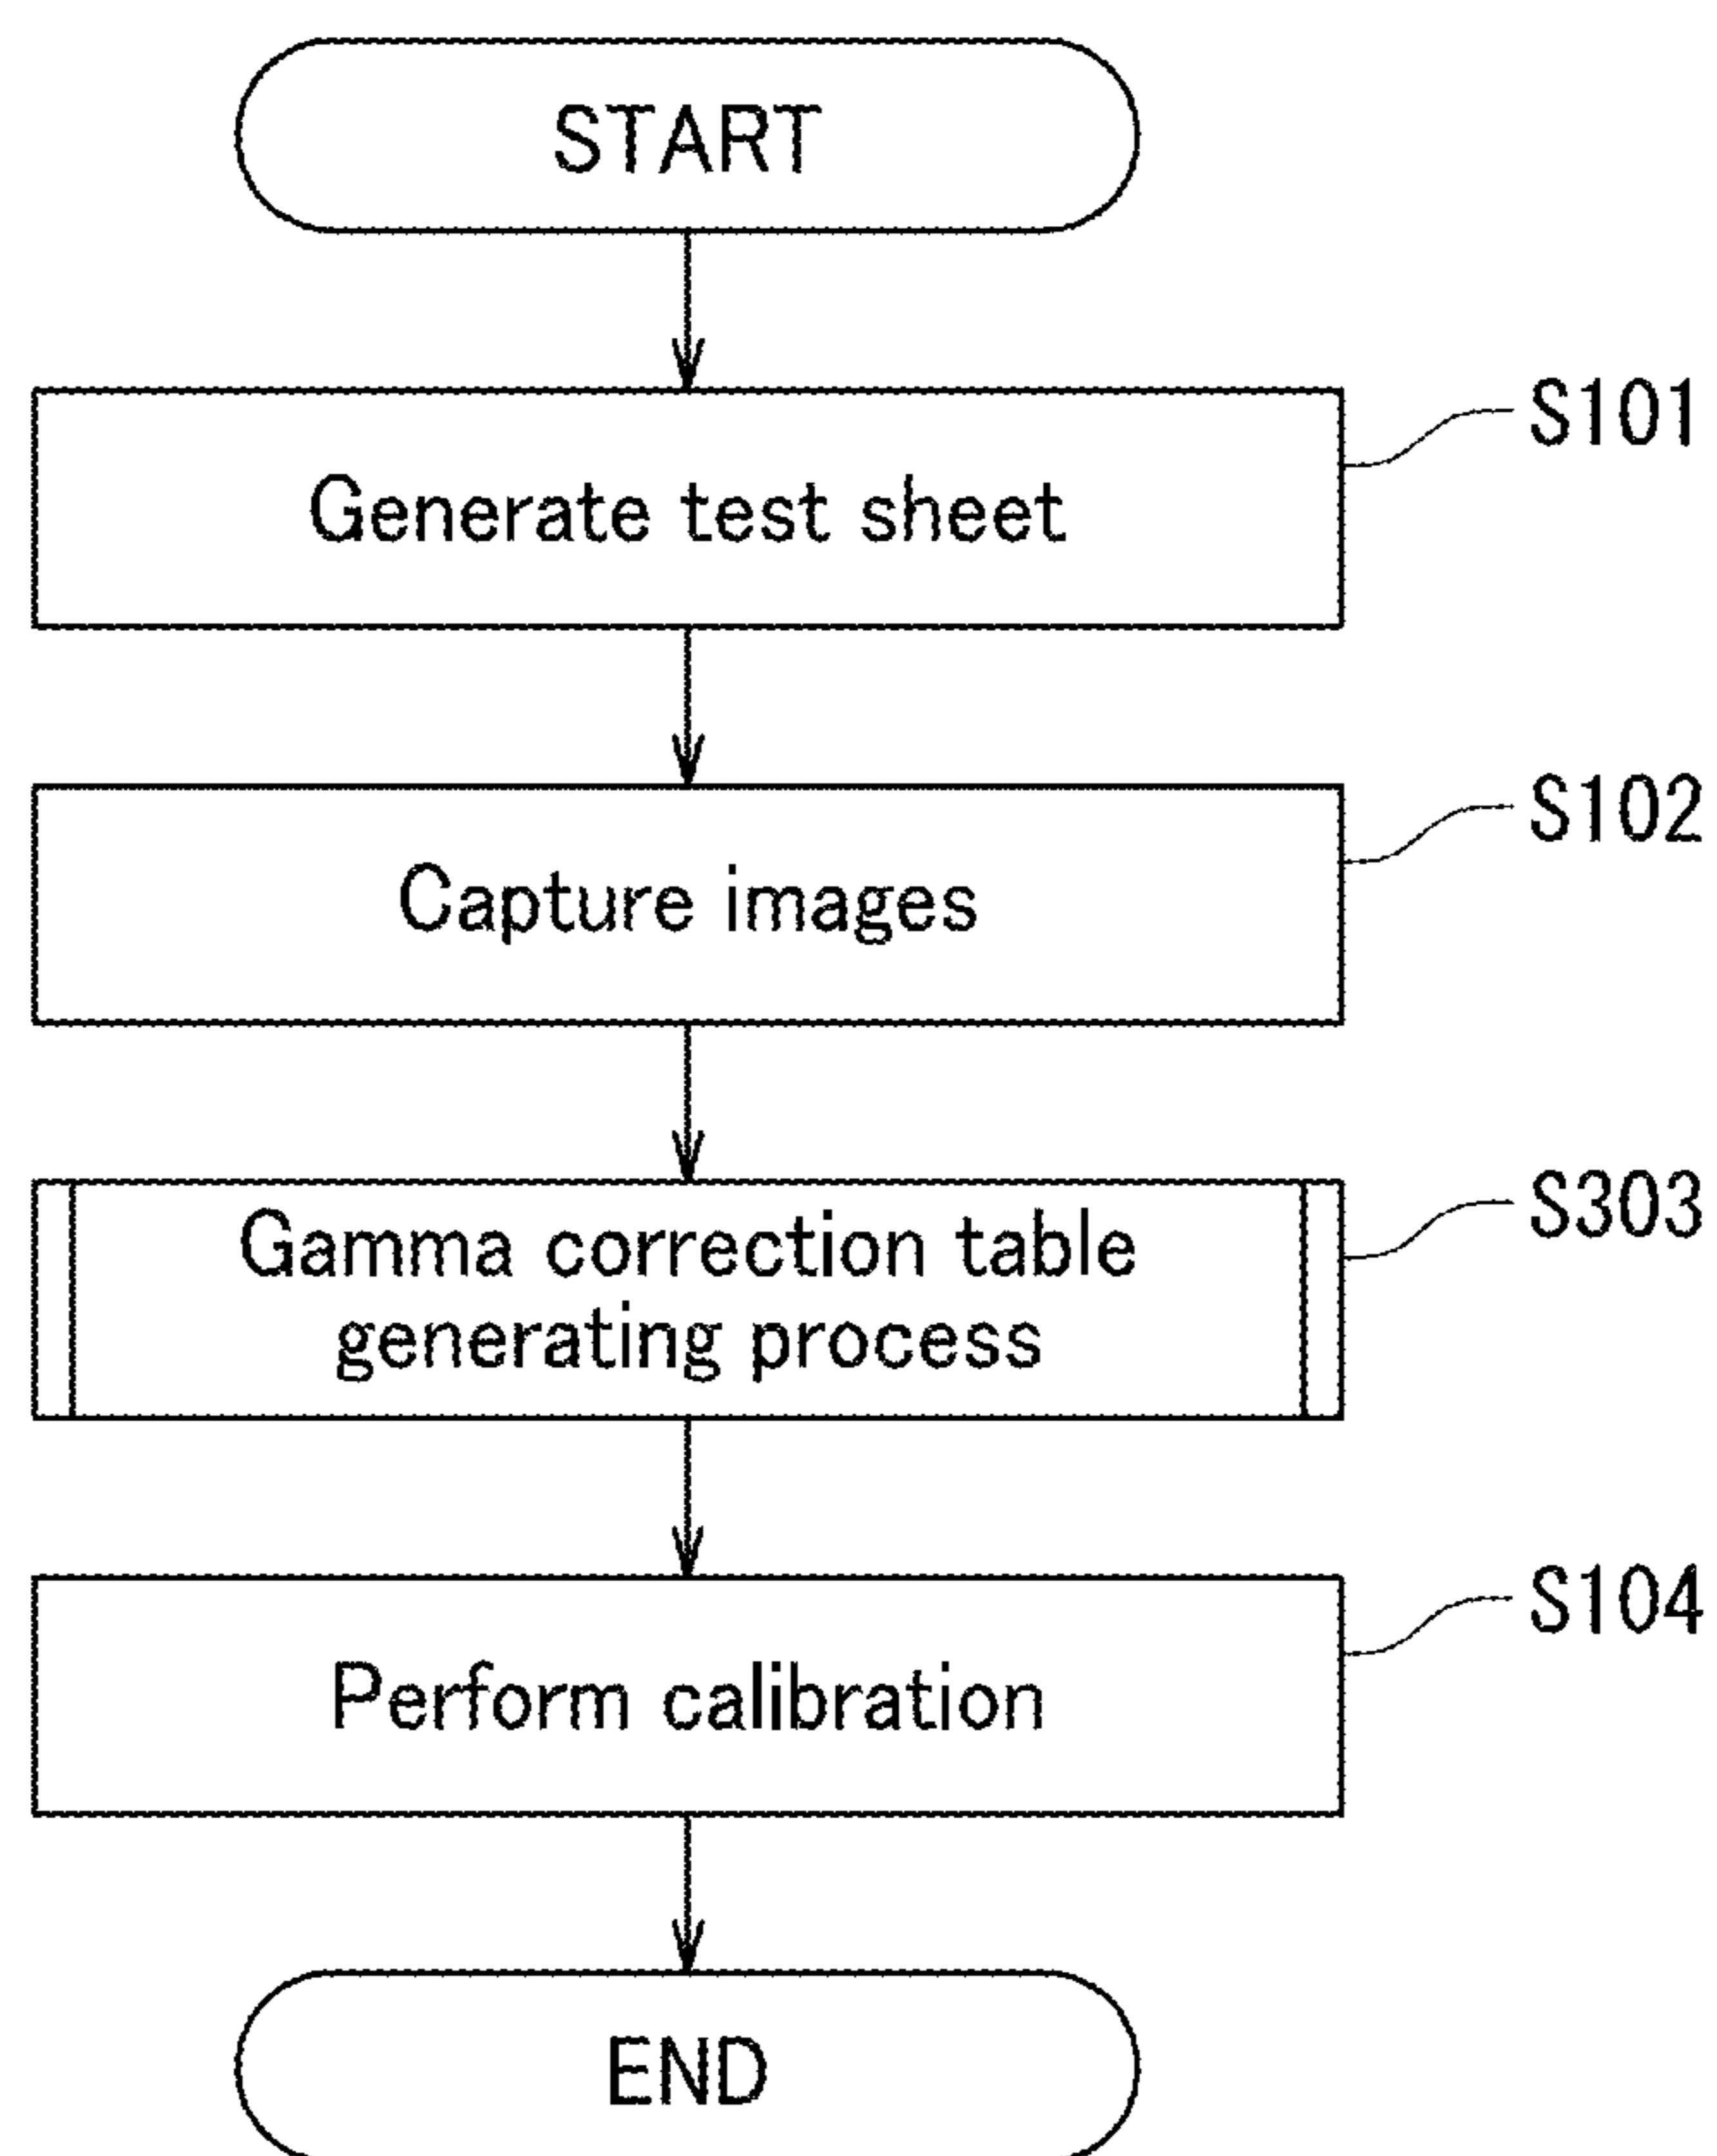 START
S101
Generate test sheet
S102
Capture images
S303
Gamma correction table
generating process
S104
Perform calibration
END